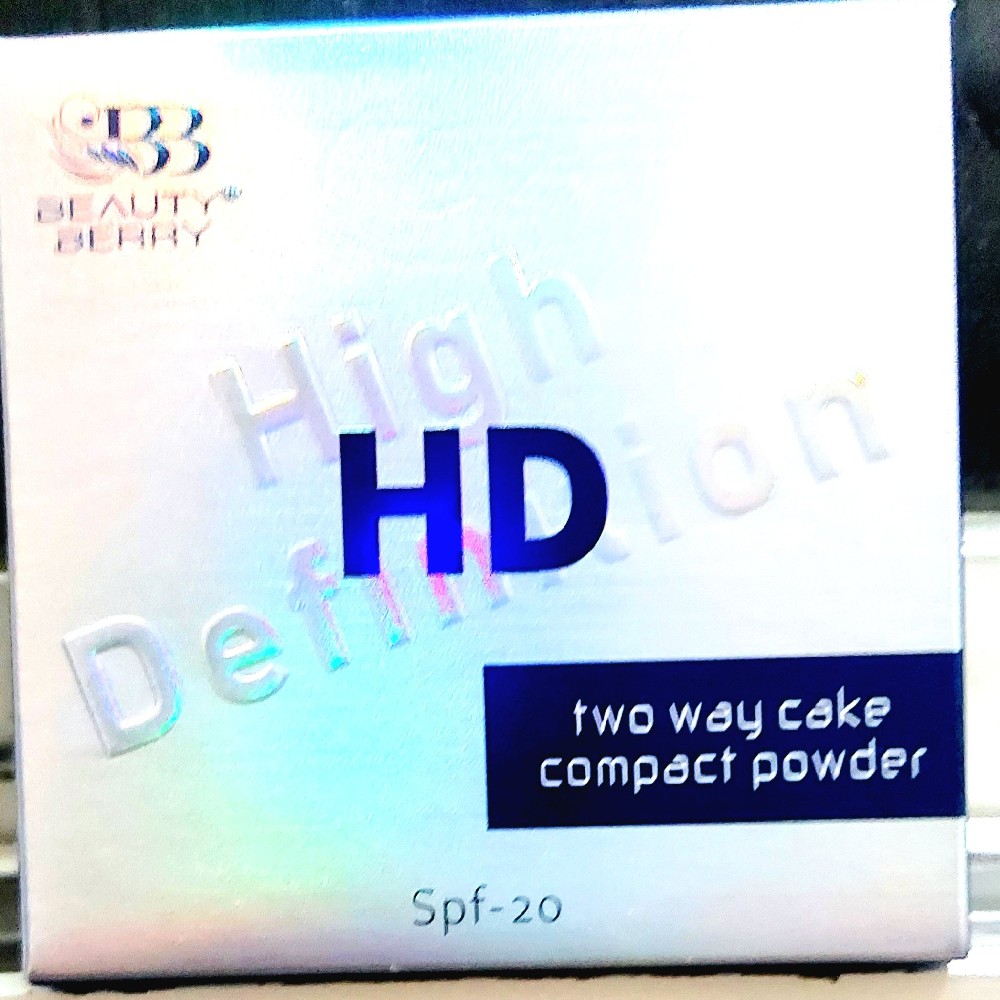 BB
BEAUTY®
BERRY
High
Definition
HD
two way cake
compact powder
Spf-20